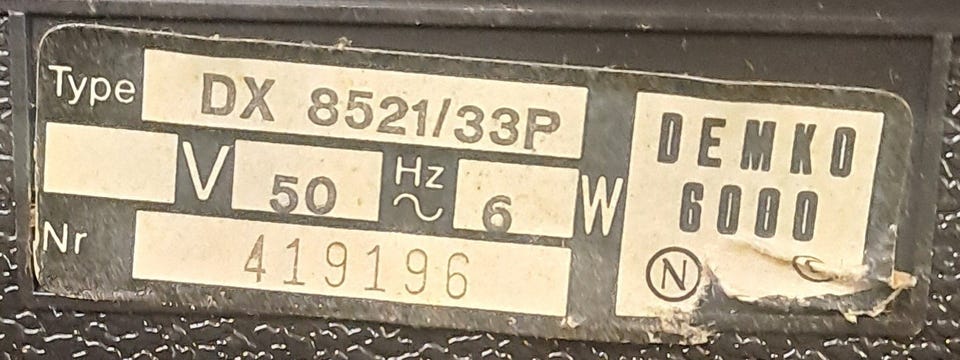 Type DX 8521/33P
V 50 Hz 6 W
Nr 419196
DEMKO
6000
N